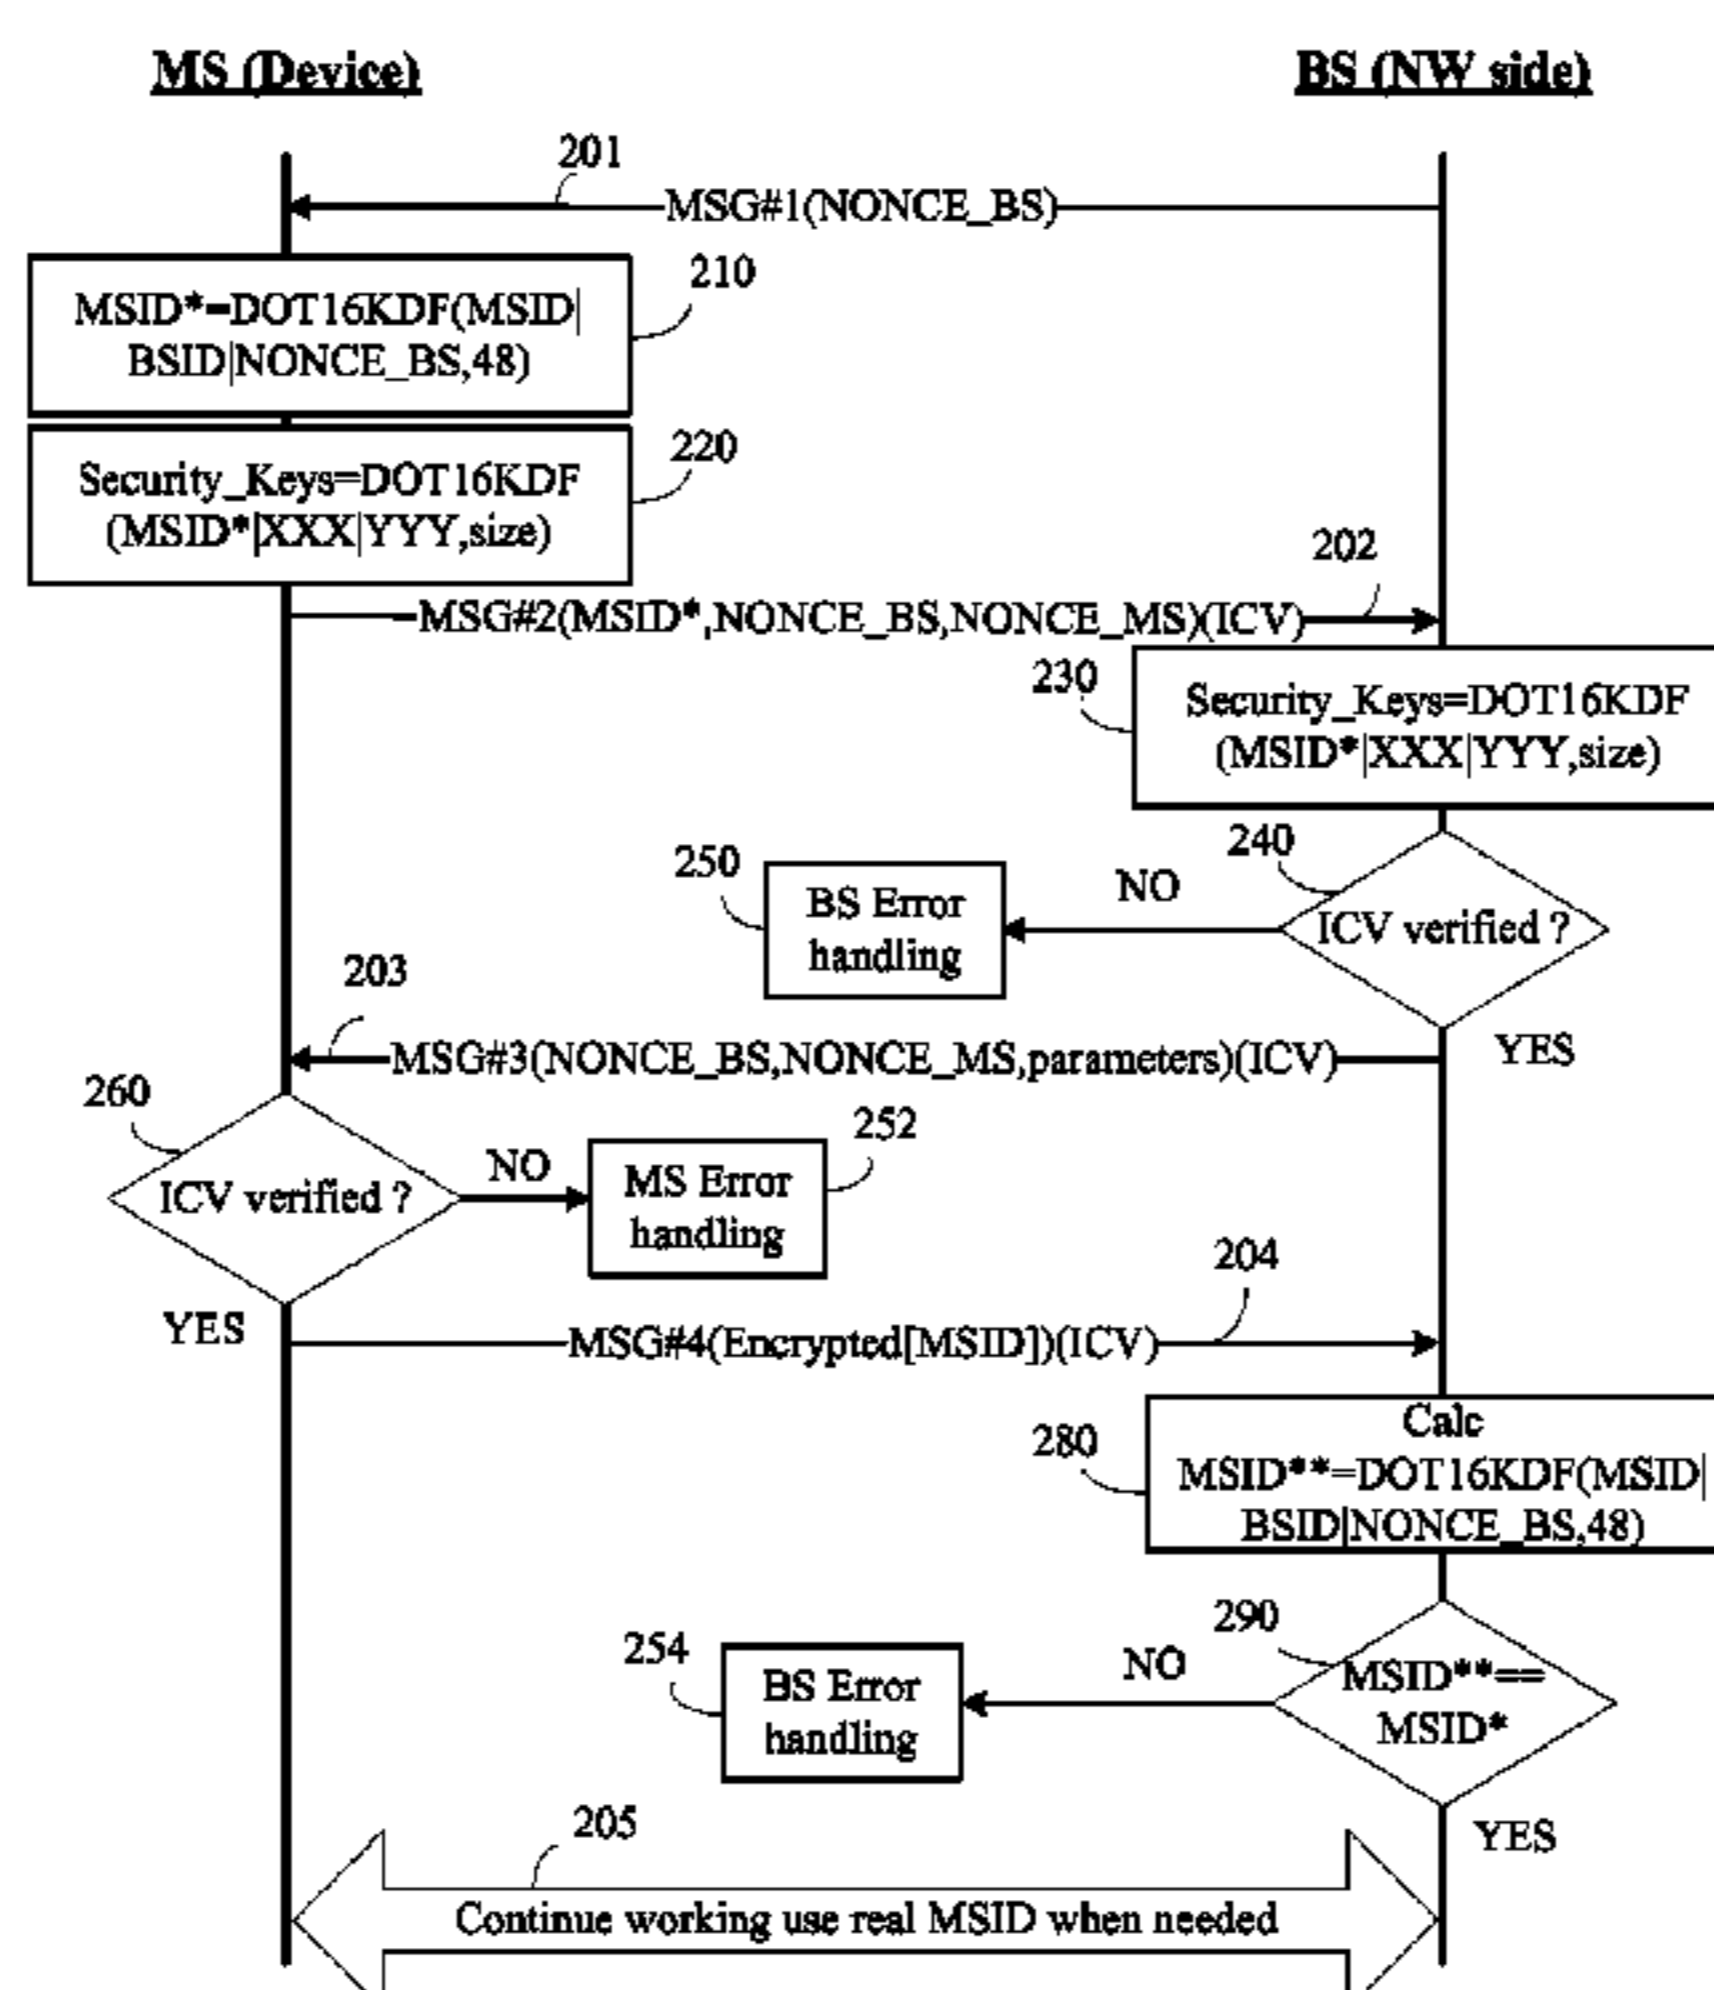 MS (Device)
BS (NW side)
201
MSG#1(NONCE_BS)
210
MSID*=DOT16KDF(MSID|
BSID|NONCE_BS,48)
220
Security_Keys=DOT16KDF
(MSID*|XXX|YYY,size)
202
MSG#2(MSID*,NONCE_BS,NONCE_MS)(ICV)
230
Security_Keys=DOT16KDF
(MSID*|XXX|YYY,size)
240
250
NO
BS Error
handling
ICV verified ?
203
YES
MSG#3(NONCE_BS,NONCE_MS,parameters)(ICV)
260
252
NO
MS Error
handling
ICV verified ?
204
YES
MSG#4(Encrypted[MSID])(ICV)
280
Calc
MSID**=DOT16KDF(MSID|
BSID|NONCE_BS,48)
290
254
NO
BS Error
handling
MSID**==
MSID*
205
YES
Continue working use real MSID when needed